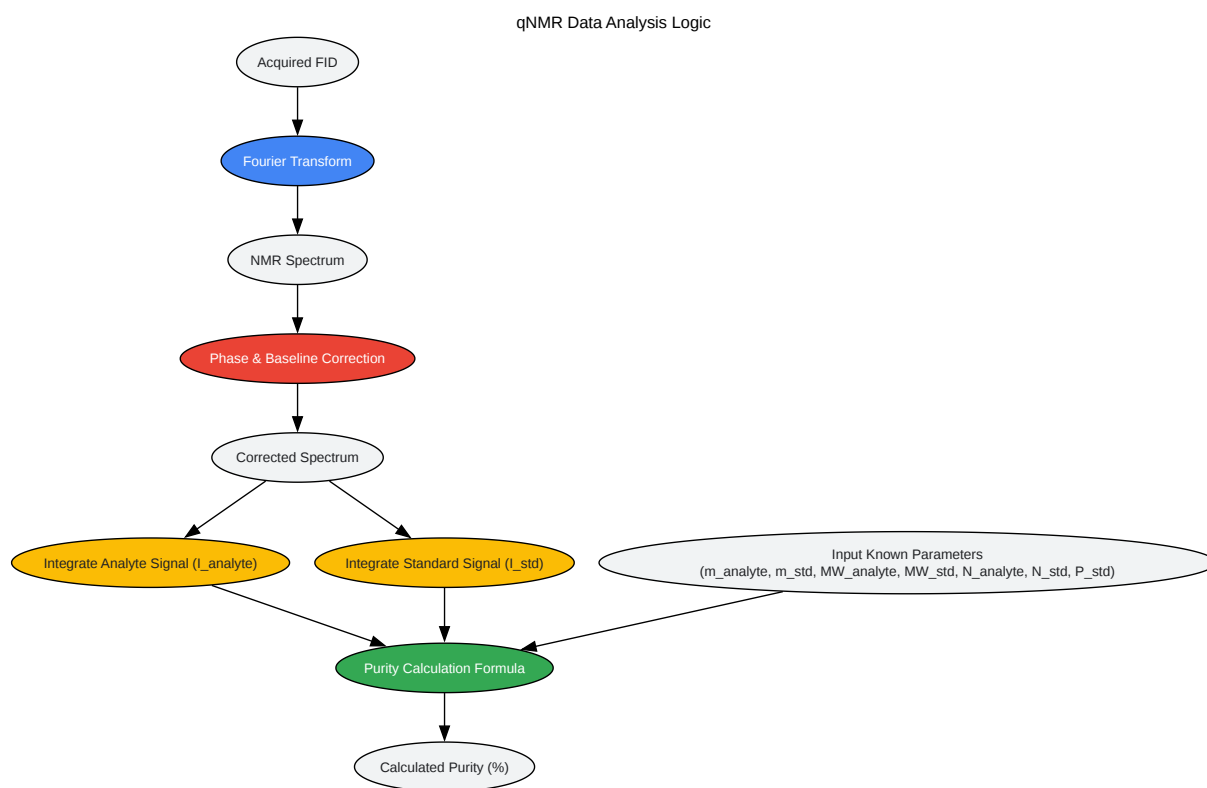 qNMR Data Analysis Logic
Acquired FID
Fourier Transform
NMR Spectrum
Phase & Baseline Correction
Corrected Spectrum
Integrate Analyte Signal (I_analyte)
Integrate Standard Signal (I_std)
Input Known Parameters
(m_analyte, m_std, MW_analyte, MW_std, N_analyte, N_std, P_std)
Purity Calculation Formula
Calculated Purity (%)